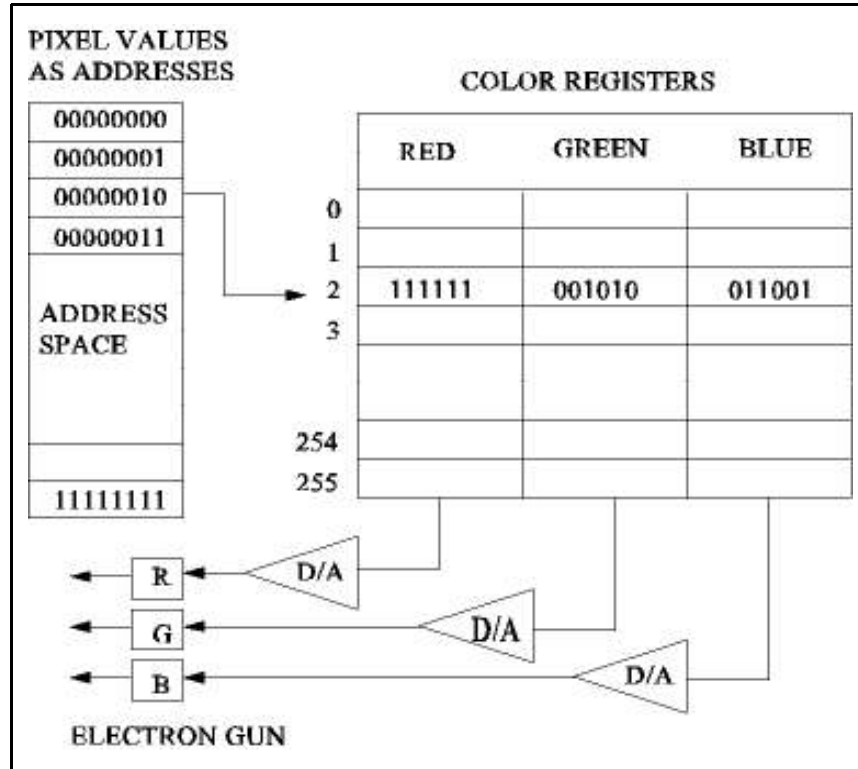 PIXEL VALUES
AS ADDRESSES
00000000
00000001
00000010
00000011
ADDRESS
SPACE
11111111
COLOR REGISTERS
RED GREEN BLUE
0
1
2 111111 001010 011001
3
254
255
R D/A
G D/A
B D/A
ELECTRON GUN